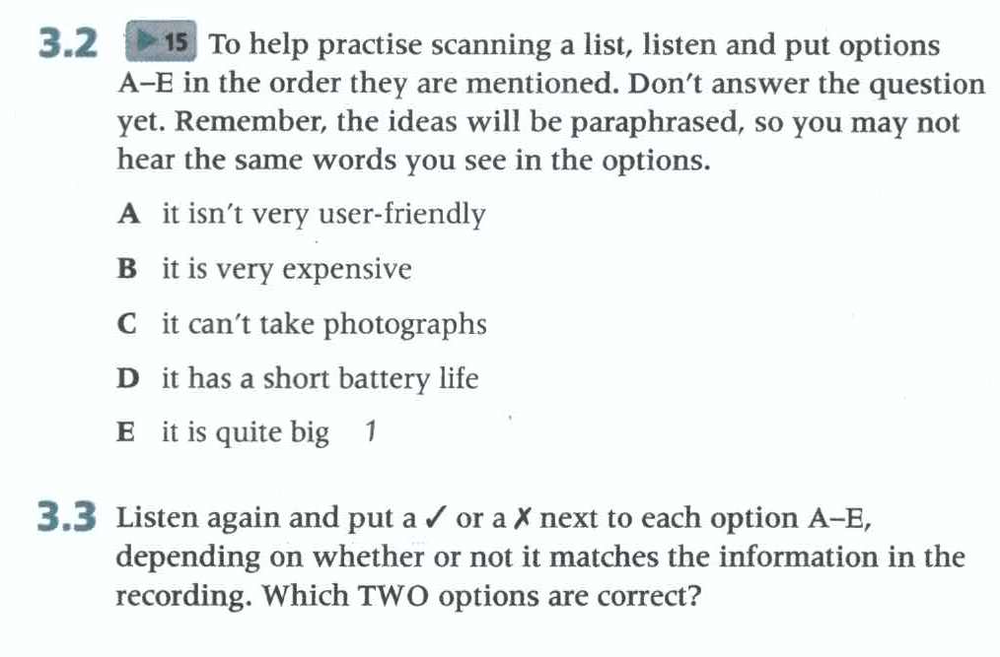 3.2 ▶ 15 To help practise scanning a list, listen and put options
A–E in the order they are mentioned. Don't answer the question
yet. Remember, the ideas will be paraphrased, so you may not
hear the same words you see in the options.
A it isn't very user-friendly
B it is very expensive
C it can't take photographs
D it has a short battery life
E it is quite big 1
3.3 Listen again and put a ✓ or a ✗ next to each option A–E,
depending on whether or not it matches the information in the
recording. Which TWO options are correct?